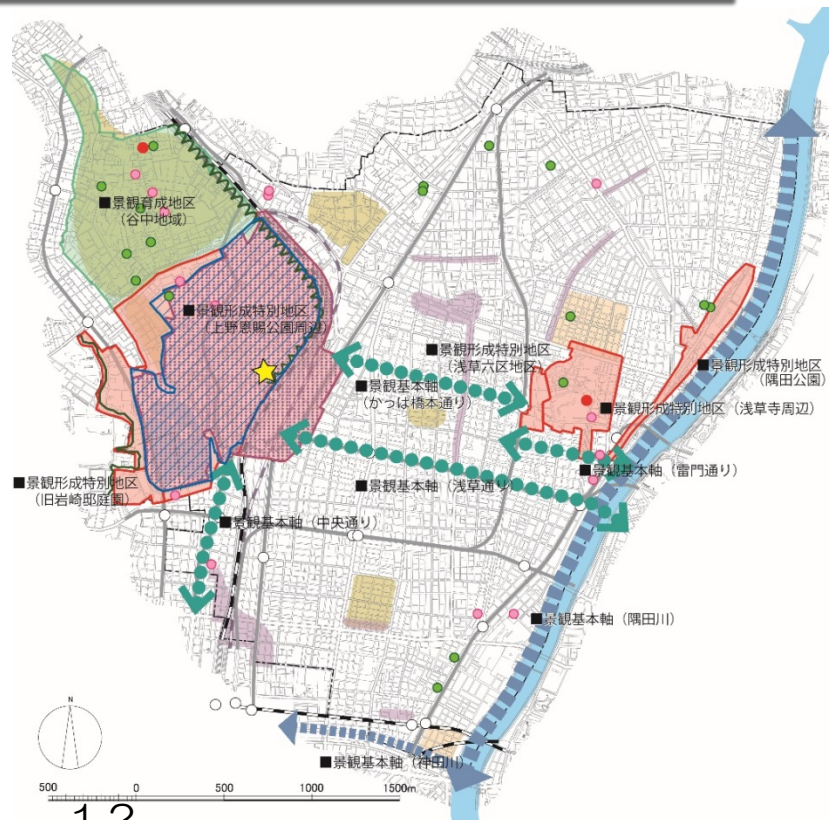 ■景観育成地区
(谷中地域)
■景観形成特別地区
(上野恩賜公園周辺)
■景観形成特別地区
(浅草六区地区)
■景観基本軸
(かっぱ橋本通り)
■景観形成特別地区
(隅田公園)
■景観形成特別地区(浅草寺周辺)
■景観基本軸(雷門通り)
■景観形成特別地区
(旧岩崎邸庭園)
■景観基本軸(浅草通り)
■景観基本軸(中央通り)
■景観基本軸(隅田川)
■景観基本軸(神田川)
N
500 0 500 1000 1500m
12